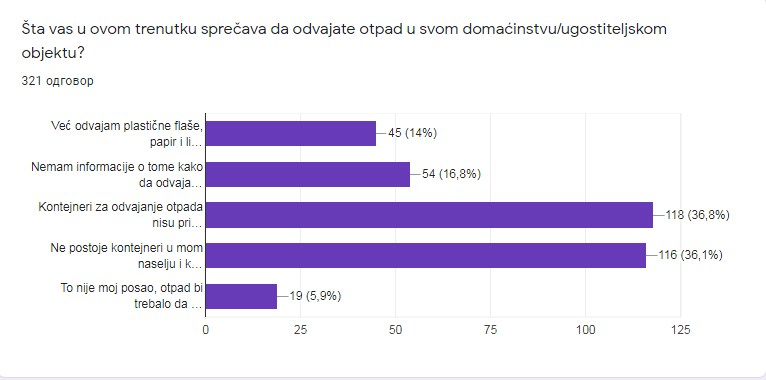 Šta vas u ovom trenutku sprečava da odvajate otpad u svom domaćinstvu/ugostiteljskom
objektu?
321 одговор
Već odvajam plastične flaše,
papir i li...
45 (14%)
Nemam informacije o tome kako
da odvaja...
54 (16,8%)
Kontejneri za odvajanje otpada
nisu pri...
118 (36,8%)
Ne postoje kontejneri u mom
naselju i k...
116 (36,1%)
To nije moj posao, otpad bi
trebalo da ...
19 (5,9%)
0 25 50 75 100 125